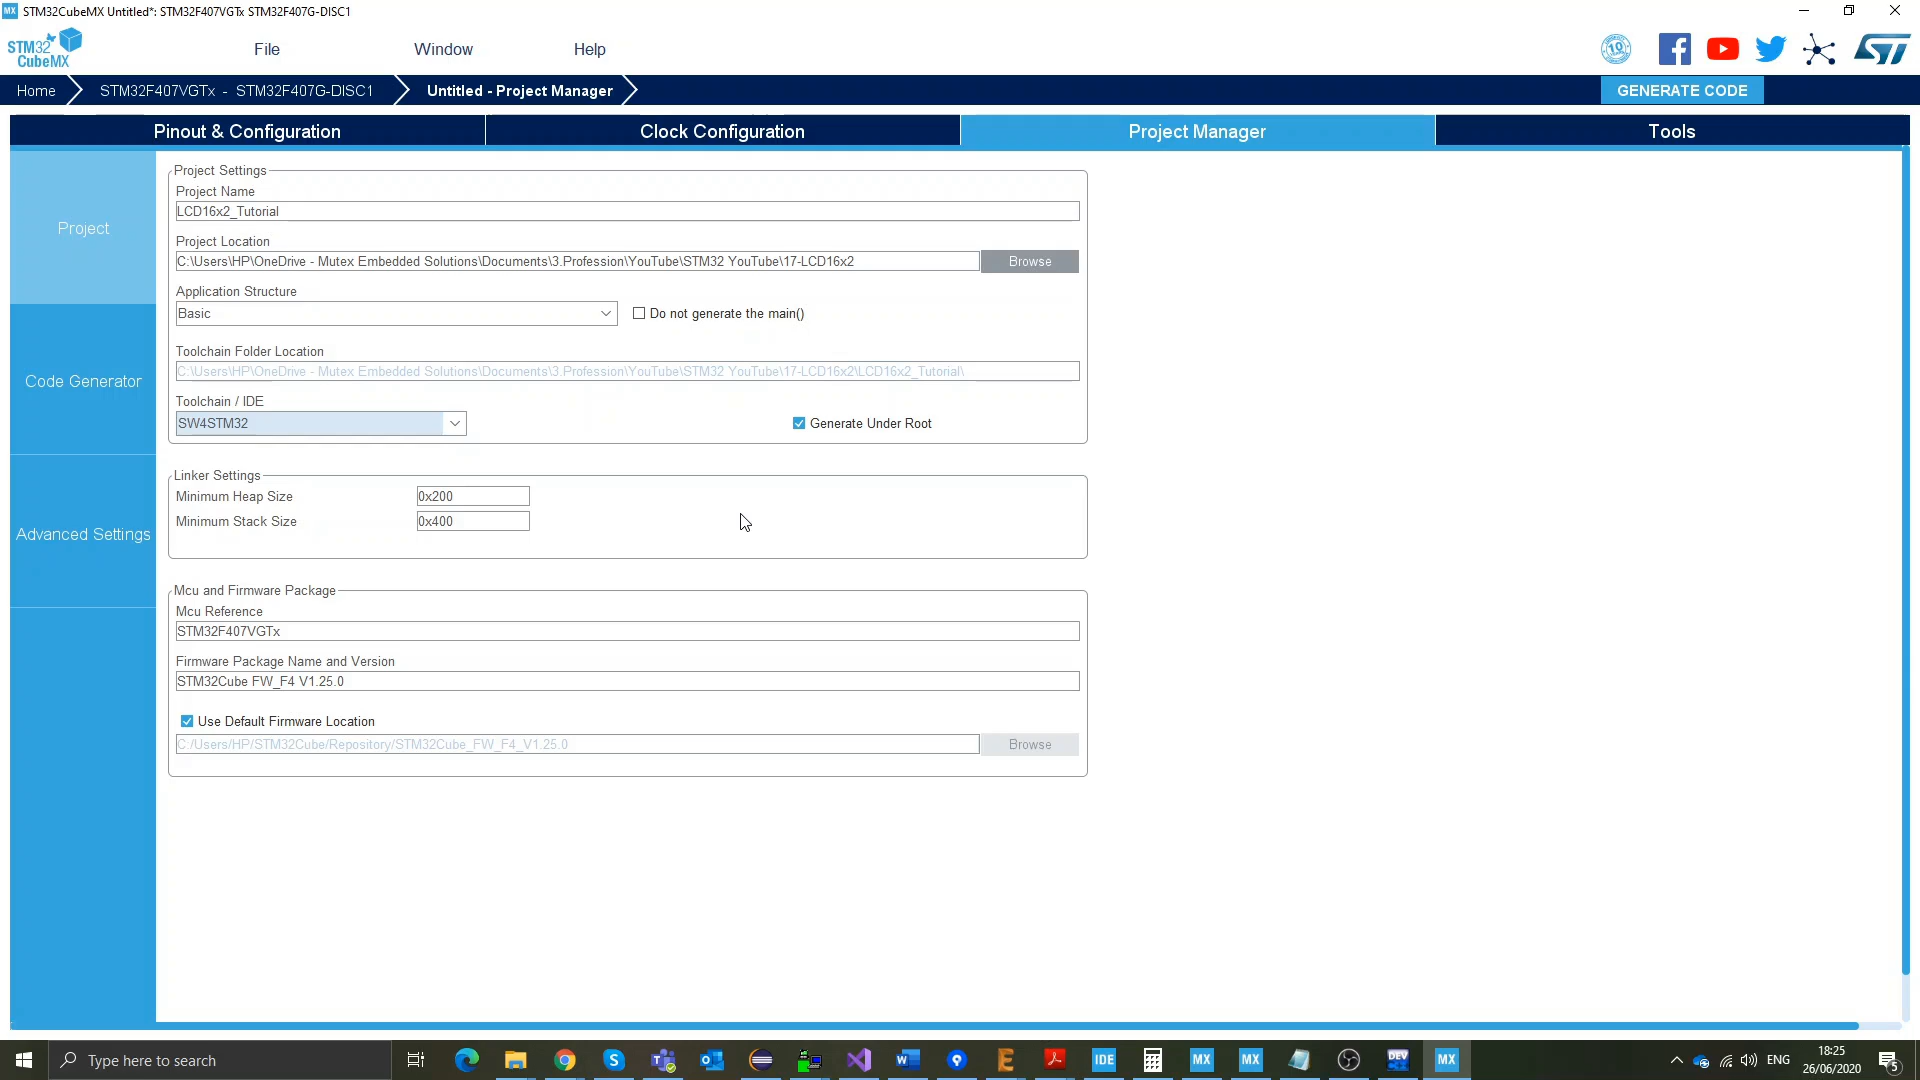 MX STM32CubeMX Untitled*: STM32F407VGTx STM32F407G-DISC1
STM32
CubeMX
File
Window
Help
10
ST
Home
STM32F407VGTx - STM32F407G-DISC1
Untitled - Project Manager
GENERATE CODE
Pinout & Configuration
Clock Configuration
Project Manager
Tools
Project
Code Generator
Advanced Settings
Project Settings
Project Name
LCD16x2_Tutorial
Project Location
C:\Users\HP\OneDrive - Mutex Embedded Solutions\Documents\3.Profession\YouTube\STM32 YouTube\17-LCD16x2
Browse
Application Structure
Basic
Do not generate the main()
Toolchain Folder Location
C:\Users\HP\OneDrive - Mutex Embedded Solutions\Documents\3.Profession\YouTube\STM32 YouTube\17-LCD16x2\LCD16x2_Tutorial\
Toolchain / IDE
SW4STM32
Generate Under Root
Linker Settings
Minimum Heap Size
0x200
Minimum Stack Size
0x400
Mcu and Firmware Package
Mcu Reference
STM32F407VGTx
Firmware Package Name and Version
STM32Cube FW_F4 V1.25.0
Use Default Firmware Location
C:/Users/HP/STM32Cube/Repository/STM32Cube_FW_F4_V1.25.0
Browse
Type here to search
IDE
MX
MX
DEV
MX
ENG
18:25
26/06/2020
5